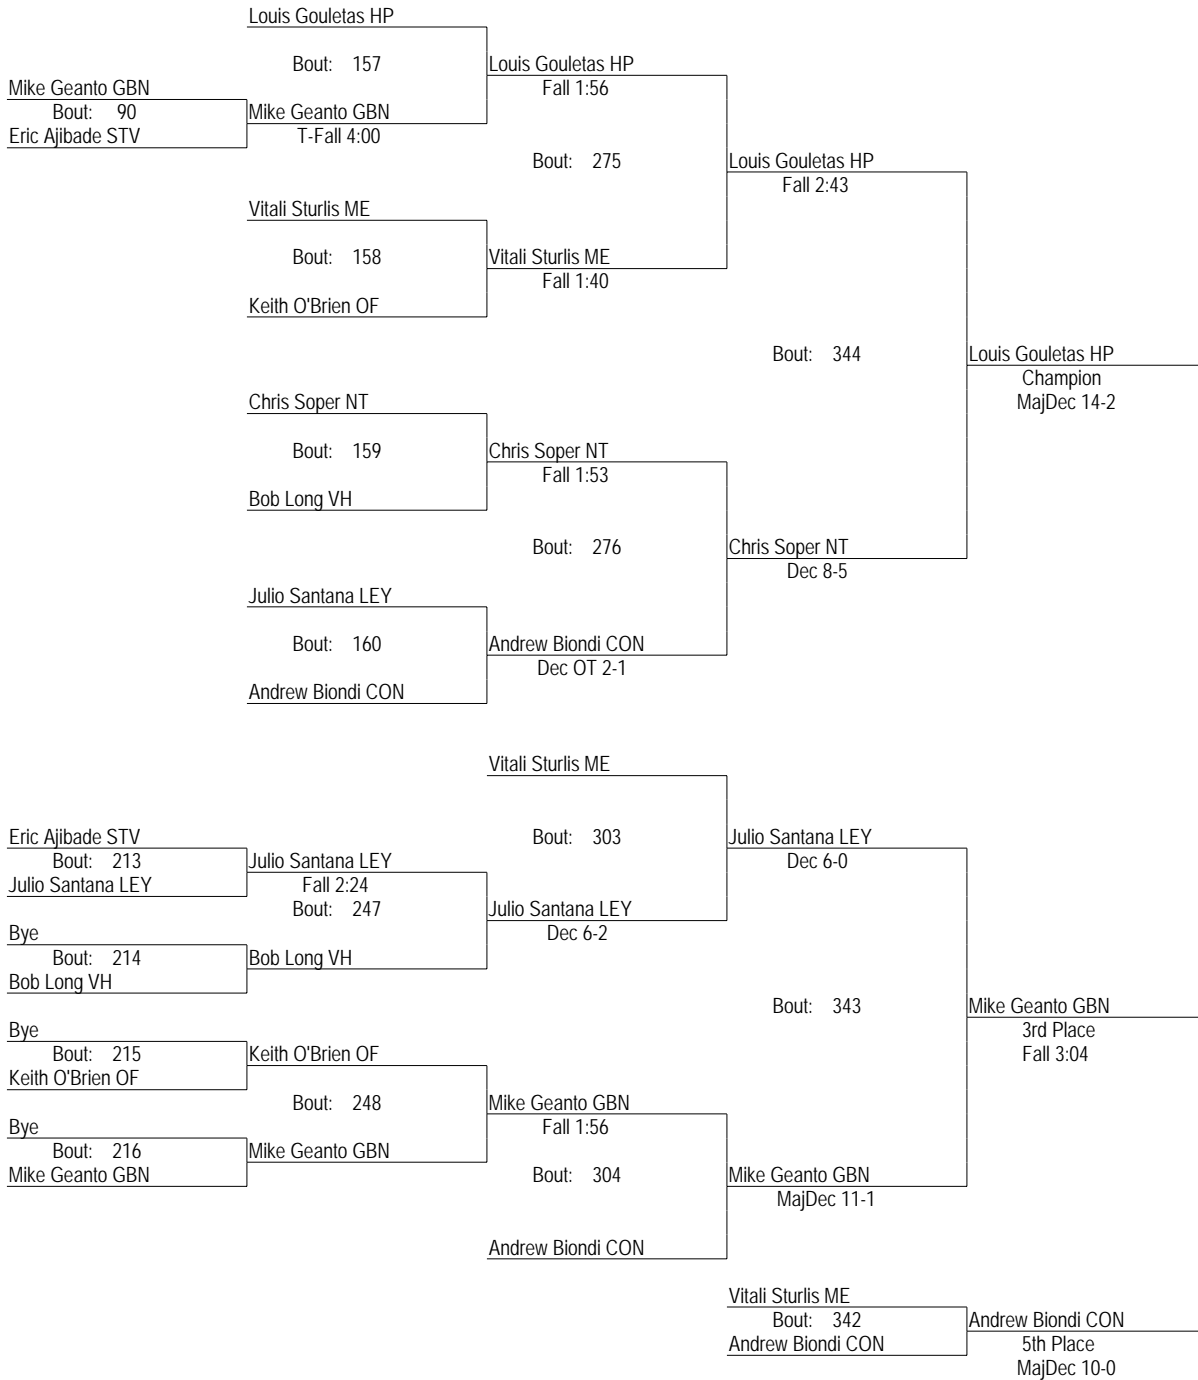 Louis Gouletas HP
Bout: 157
Louis Gouletas HP
Fall 1:56
Mike Geanto GBN
Bout: 90
Eric Ajibade STV
Mike Geanto GBN
T-Fall 4:00
Bout: 275
Louis Gouletas HP
Fall 2:43
Vitali Sturlis ME
Bout: 158
Vitali Sturlis ME
Fall 1:40
Keith O'Brien OF
Bout: 344
Louis Gouletas HP
Champion
MajDec 14-2
Chris Soper NT
Bout: 159
Chris Soper NT
Fall 1:53
Bob Long VH
Bout: 276
Chris Soper NT
Dec 8-5
Julio Santana LEY
Bout: 160
Andrew Biondi CON
Dec OT 2-1
Andrew Biondi CON
Vitali Sturlis ME
Bout: 303
Julio Santana LEY
Dec 6-0
Eric Ajibade STV
Bout: 213
Julio Santana LEY
Julio Santana LEY
Fall 2:24
Bout: 247
Julio Santana LEY
Dec 6-2
Bye
Bout: 214
Bob Long VH
Bob Long VH
Bout: 343
Mike Geanto GBN
3rd Place
Fall 3:04
Bye
Bout: 215
Keith O'Brien OF
Keith O'Brien OF
Bout: 248
Mike Geanto GBN
Fall 1:56
Bye
Bout: 216
Mike Geanto GBN
Mike Geanto GBN
Bout: 304
Mike Geanto GBN
MajDec 11-1
Andrew Biondi CON
Vitali Sturlis ME
Bout: 342
Andrew Biondi CON
Andrew Biondi CON
5th Place
MajDec 10-0